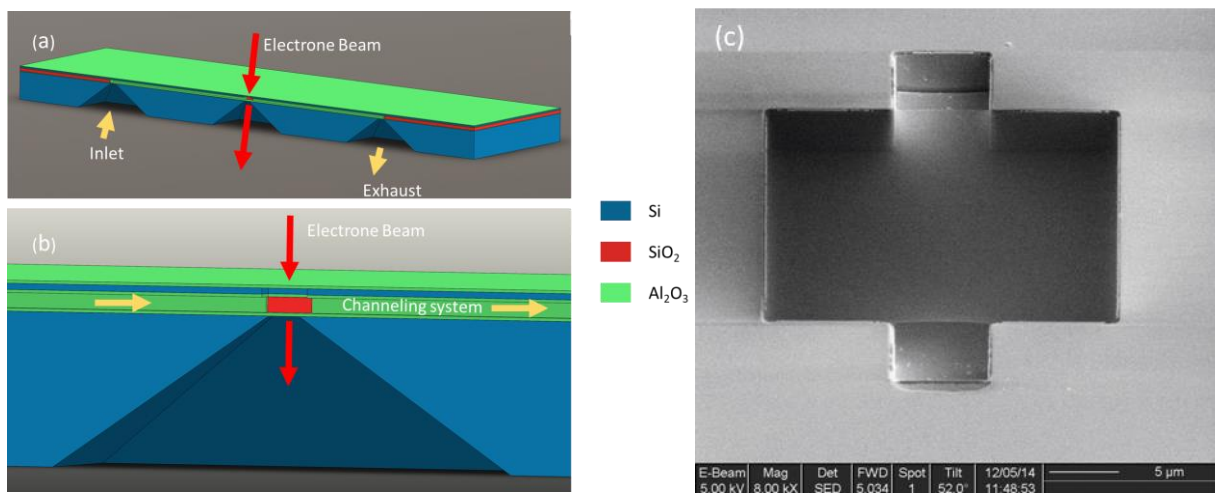 (a)
Electrone Beam
Inlet
Exhaust
(b)
Electrone Beam
Channeling system
Si
SiO₂
Al₂O₃
(c)
E-Beam Mag Det FWD Spot Tilt 12/05/14 5 µm
5.00 kV 8.00 kX SED 5.034 1 52.0° 11:48:53